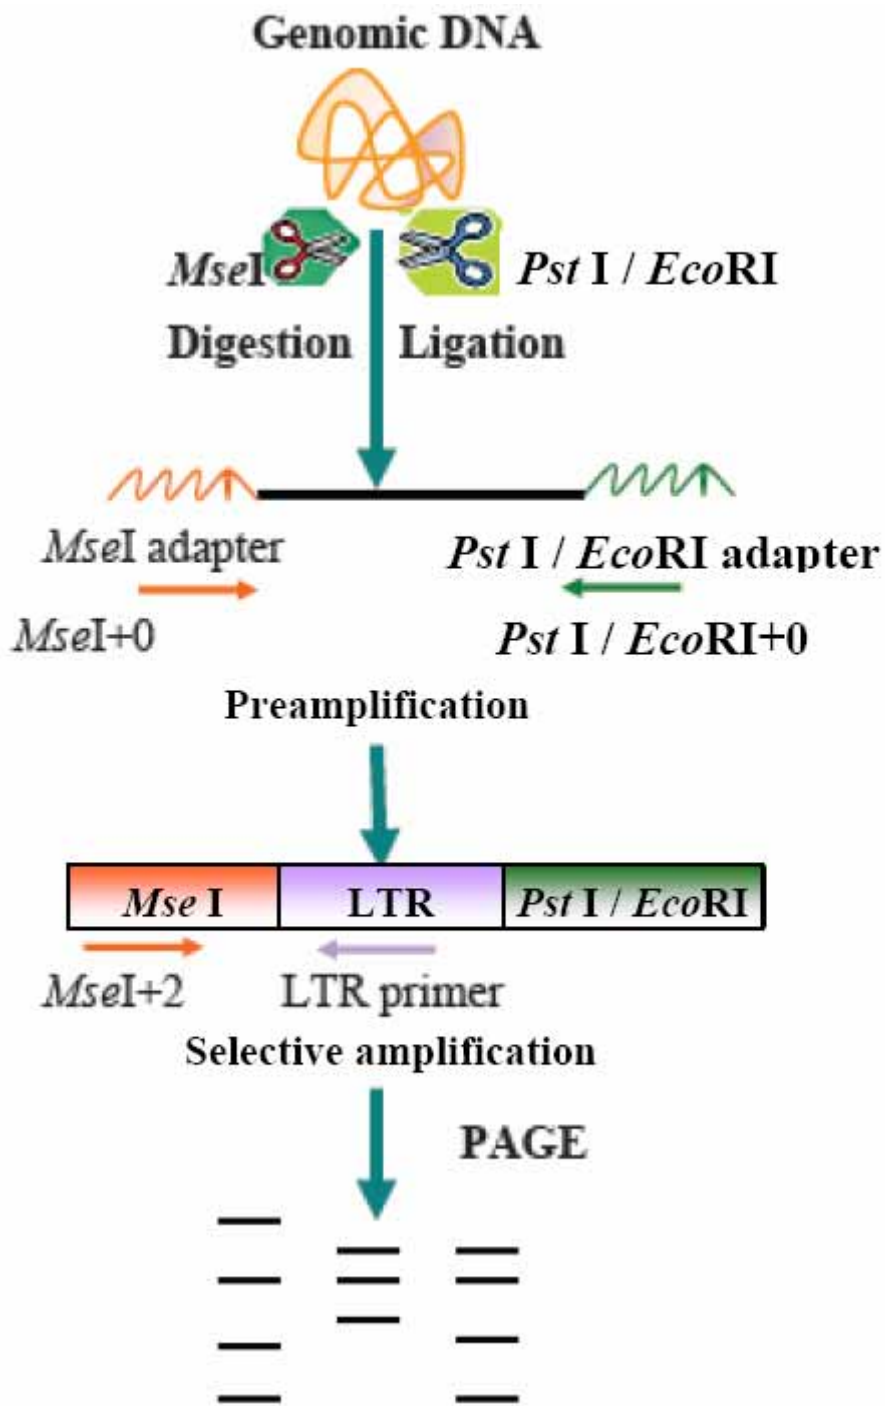 Genomic DNA
MseI
Pst I / EcoRI
Digestion
Ligation
MseI adapter
Pst I / EcoRI adapter
MseI+0
Pst I / EcoRI+0
Preamplification
Mse I
LTR
Pst I / EcoRI
MseI+2
LTR primer
Selective amplification
PAGE